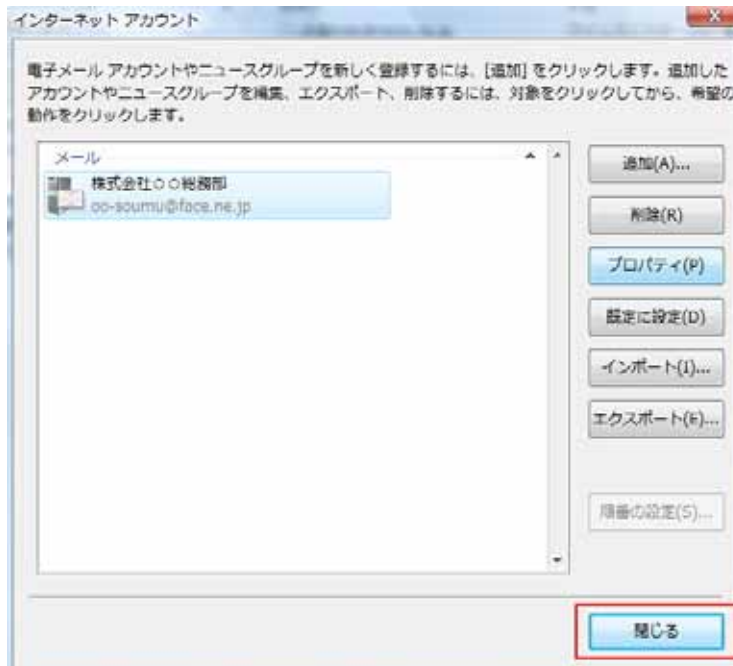 インターネット アカウント
電子メール アカウントやニュースグループを新しく登録するには、[追加] をクリックします。追加した
アカウントやニュースグループを編集、エクスポート、削除するには、対象をクリックしてから、希望の
動作をクリックします。
メール
株式会社○○総務部
oo-soumu@face.ne.jp
追加(A)...
削除(R)
プロパティ(P)
既定に設定(D)
インポート(I)...
エクスポート(E)...
順番の設定(S)...
閉じる